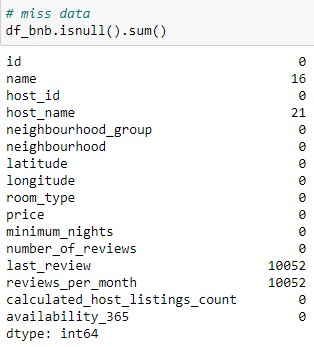 # miss data
df_bnb.isnull().sum()
id 0
name 16
host_id 0
host_name 21
neighbourhood_group 0
neighbourhood 0
latitude 0
longitude 0
room_type 0
price 0
minimum_nights 0
number_of_reviews 0
last_review 10052
reviews_per_month 10052
calculated_host_listings_count 0
availability_365 0
dtype: int64